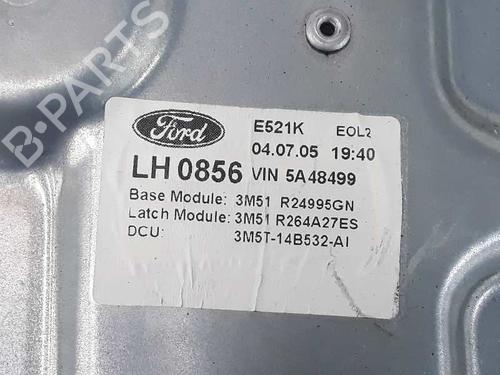 B-PARTS
Ford
E521K EOL2
04.07.05 19:40
LH 0856 VIN 5A48499
Base Module: 3M51 R24995GN
Latch Module: 3M51 R264A27ES
DCU: 3M5T-14B532-AI